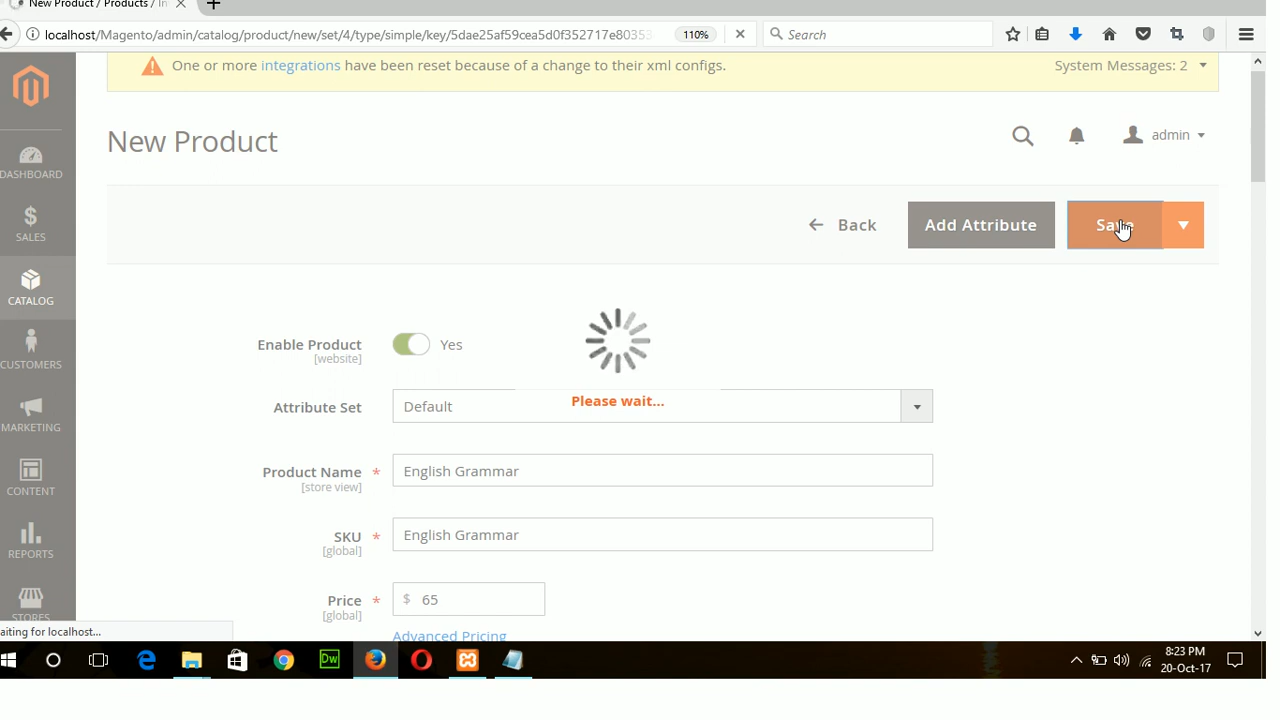 New Product / Products / In
localhost/Magento/admin/catalog/product/new/set/4/type/simple/key/5dae25af59cea5d0f352717e80353
110%
Search
One or more integrations have been reset because of a change to their xml configs.
System Messages: 2
New Product
admin
DASHBOARD
SALES
CATALOG
CUSTOMERS
MARKETING
CONTENT
REPORTS
STORES
Back
Add Attribute
Save
Enable Product
[website]
Yes
Attribute Set
Default
Please wait...
Product Name *
[store view]
English Grammar
SKU *
[global]
English Grammar
Price *
[global]
$ 65
Advanced Pricing
aiting for localhost...
Dw
8:23 PM
20-Oct-17